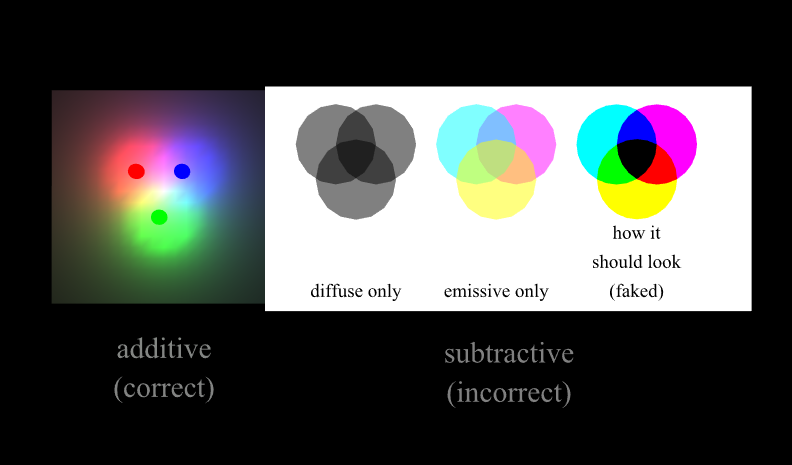 diffuse only
emissive only
how it
should look
(faked)
additive
(correct)
subtractive
(incorrect)